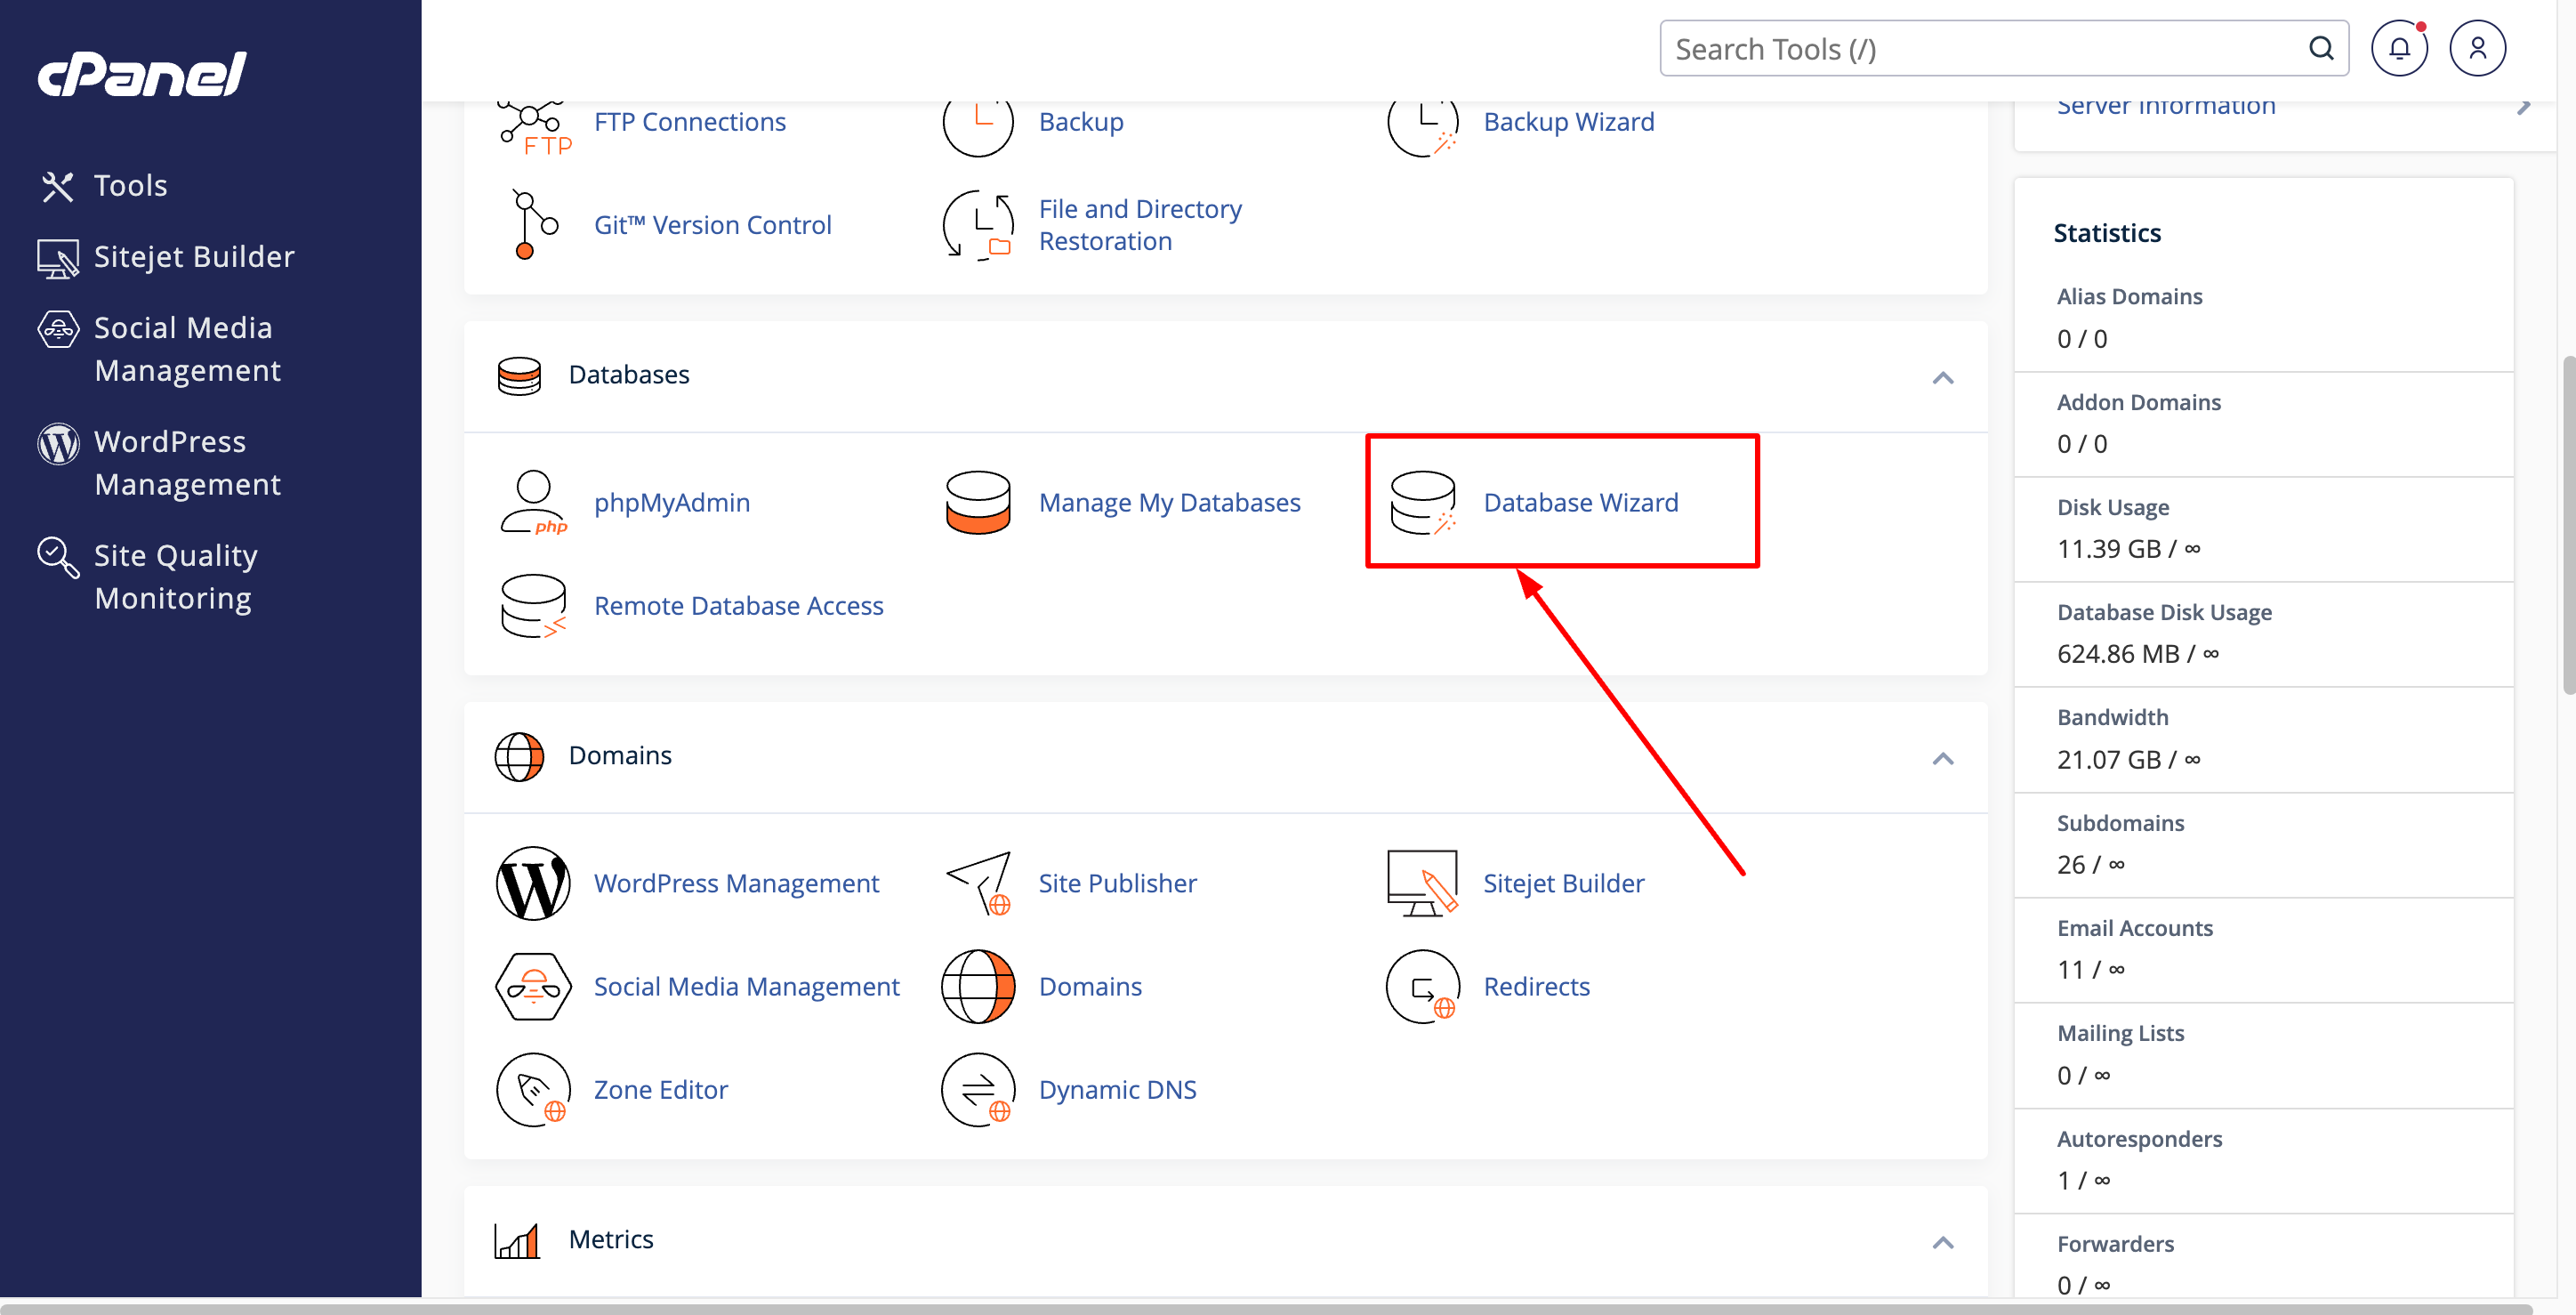 cPanel
Search Tools (/)
Tools
Sitejet Builder
Social Media
Management
WordPress
Management
Site Quality
Monitoring
FTP
FTP Connections
Backup
Backup Wizard
Git™ Version Control
File and Directory
Restoration
Databases
php
phpMyAdmin
Manage My Databases
Database Wizard
Remote Database Access
Domains
WordPress Management
Site Publisher
Sitejet Builder
Social Media Management
Domains
Redirects
Zone Editor
Dynamic DNS
Metrics
Server Information
Statistics
Alias Domains
0 / 0
Addon Domains
0 / 0
Disk Usage
11.39 GB / ∞
Database Disk Usage
624.86 MB / ∞
Bandwidth
21.07 GB / ∞
Subdomains
26 / ∞
Email Accounts
11 / ∞
Mailing Lists
0 / ∞
Autoresponders
1 / ∞
Forwarders
0 / ∞